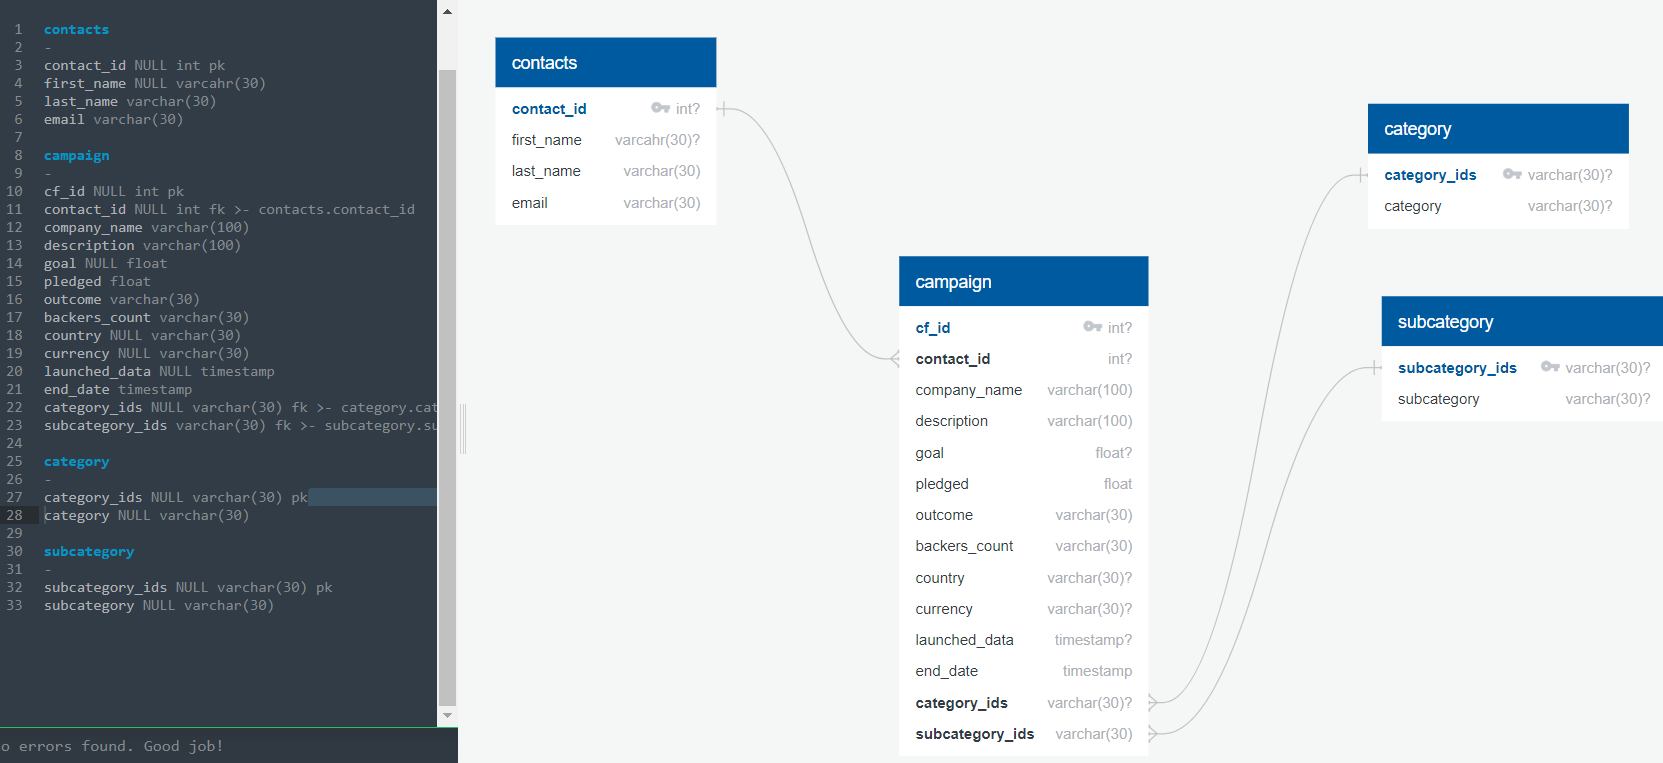 1 contacts
2 -
3 contact_id NULL int pk
4 first_name NULL varcahr(30)
5 last_name varchar(30)
6 email varchar(30)
7
8 campaign
9 -
10 cf_id NULL int pk
11 contact_id NULL int fk >- contacts.contact_id
12 company_name varchar(100)
13 description varchar(100)
14 goal NULL float
15 pledged float
16 outcome varchar(30)
17 backers_count varchar(30)
18 country NULL varchar(30)
19 currency NULL varchar(30)
20 launched_data NULL timestamp
21 end_date timestamp
22 category_ids NULL varchar(30) fk >- category.cat
23 subcategory_ids varchar(30) fk >- subcategory.su
24
25 category
26 -
27 category_ids NULL varchar(30) pk
28 category NULL varchar(30)
29
30 subcategory
31 -
32 subcategory_ids NULL varchar(30) pk
33 subcategory NULL varchar(30)
o errors found. Good job!
contacts
contact_id int?
first_name varcahr(30)?
last_name varchar(30)
email varchar(30)
campaign
cf_id int?
contact_id int?
company_name varchar(100)
description varchar(100)
goal float?
pledged float
outcome varchar(30)
backers_count varchar(30)
country varchar(30)?
currency varchar(30)?
launched_data timestamp?
end_date timestamp
category_ids varchar(30)?
subcategory_ids varchar(30)
category
category_ids varchar(30)?
category varchar(30)?
subcategory
subcategory_ids varchar(30)?
subcategory varchar(30)?